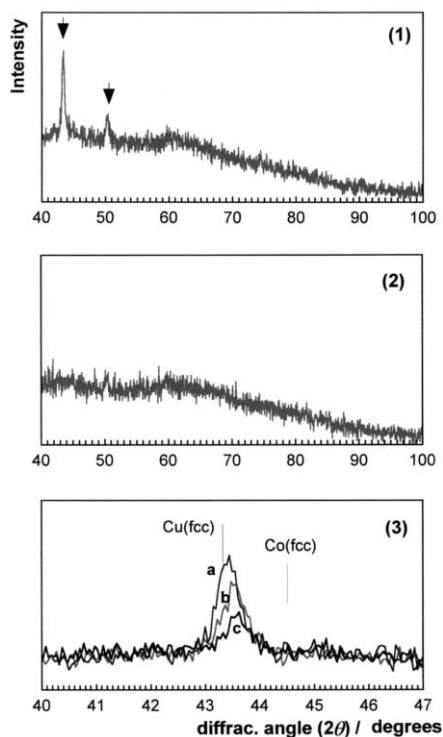 Intensity
(1)
40 50 60 70 80 90 100
(2)
40 50 60 70 80 90 100
(3)
Cu(fcc)
Co(fcc)
a
b
c
40 41 42 43 44 45 46 47
diffrac. angle (2θ) / degrees